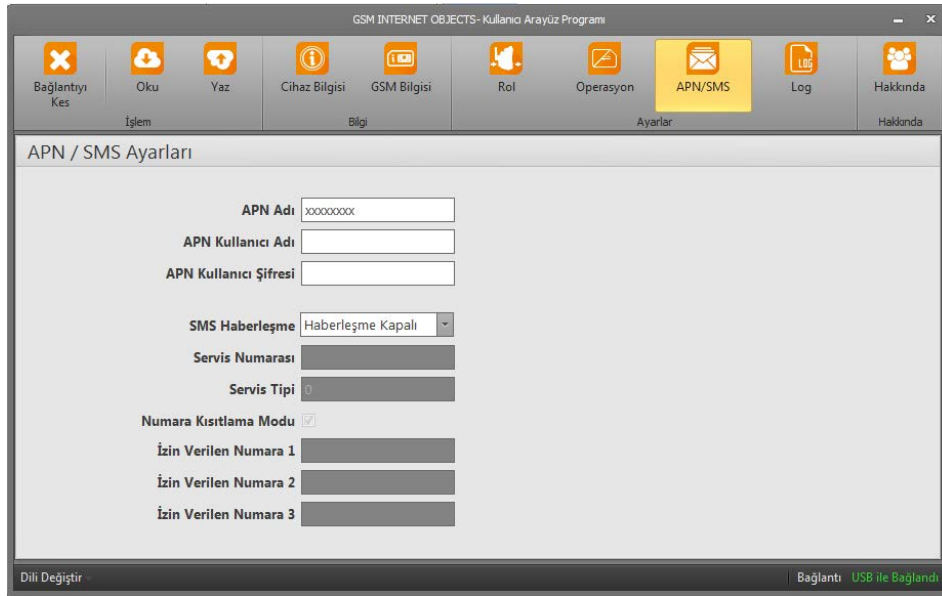 GSM INTERNET OBJECTS- Kullanıcı Arayüz Programı
Bağlantıyı Kes
Oku
Yaz
Cihaz Bilgisi
GSM Bilgisi
Rol
Operasyon
APN/SMS
LOG
Log
Hakkında
İşlem
Bilgi
Ayarlar
Hakkında
APN / SMS Ayarları
APN Adı xxxxxxxx
APN Kullanıcı Adı
APN Kullanıcı Şifresi
SMS Haberleşme Haberleşme Kapalı
Servis Numarası
Servis Tipi 0
Numara Kısıtlama Modu
İzin Verilen Numara 1
İzin Verilen Numara 2
İzin Verilen Numara 3
Dili Değiştir
Bağlantı USB ile Bağlandı